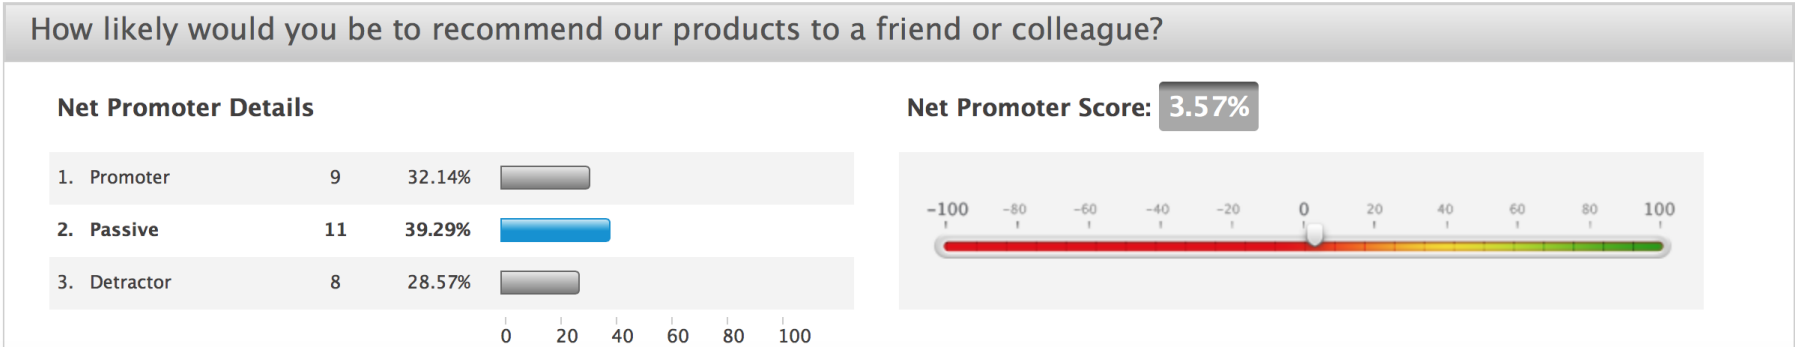 How likely would you be to recommend our products to a friend or colleague?
Net Promoter Details
Net Promoter Score: 3.57%
1. Promoter 9 32.14%
2. Passive 11 39.29%
3. Detractor 8 28.57%
0 20 40 60 80 100
-100 -80 -60 -40 -20 0 20 40 60 80 100